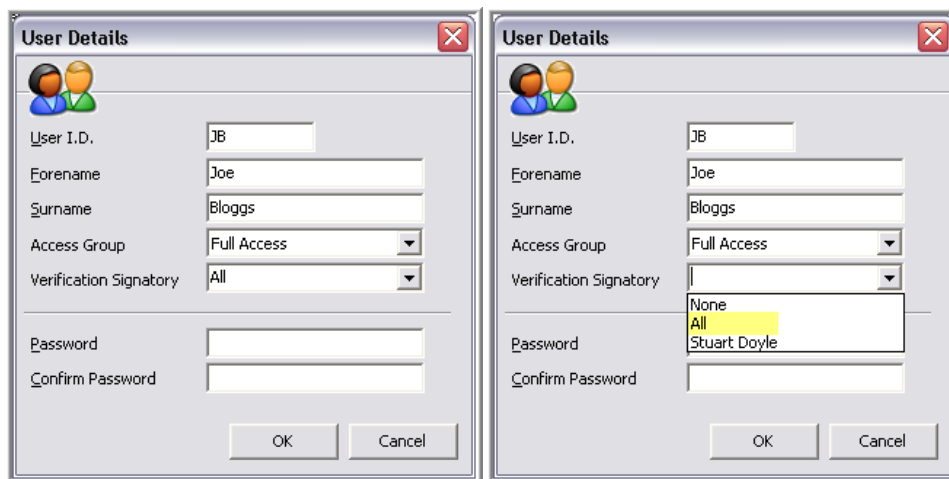 User Details
User I.D. JB
Forename Joe
Surname Bloggs
Access Group Full Access
Verification Signatory All
Password
Confirm Password
OK Cancel
User Details
User I.D. JB
Forename Joe
Surname Bloggs
Access Group Full Access
Verification Signatory
None
All
Stuart Doyle
Password
Confirm Password
OK Cancel